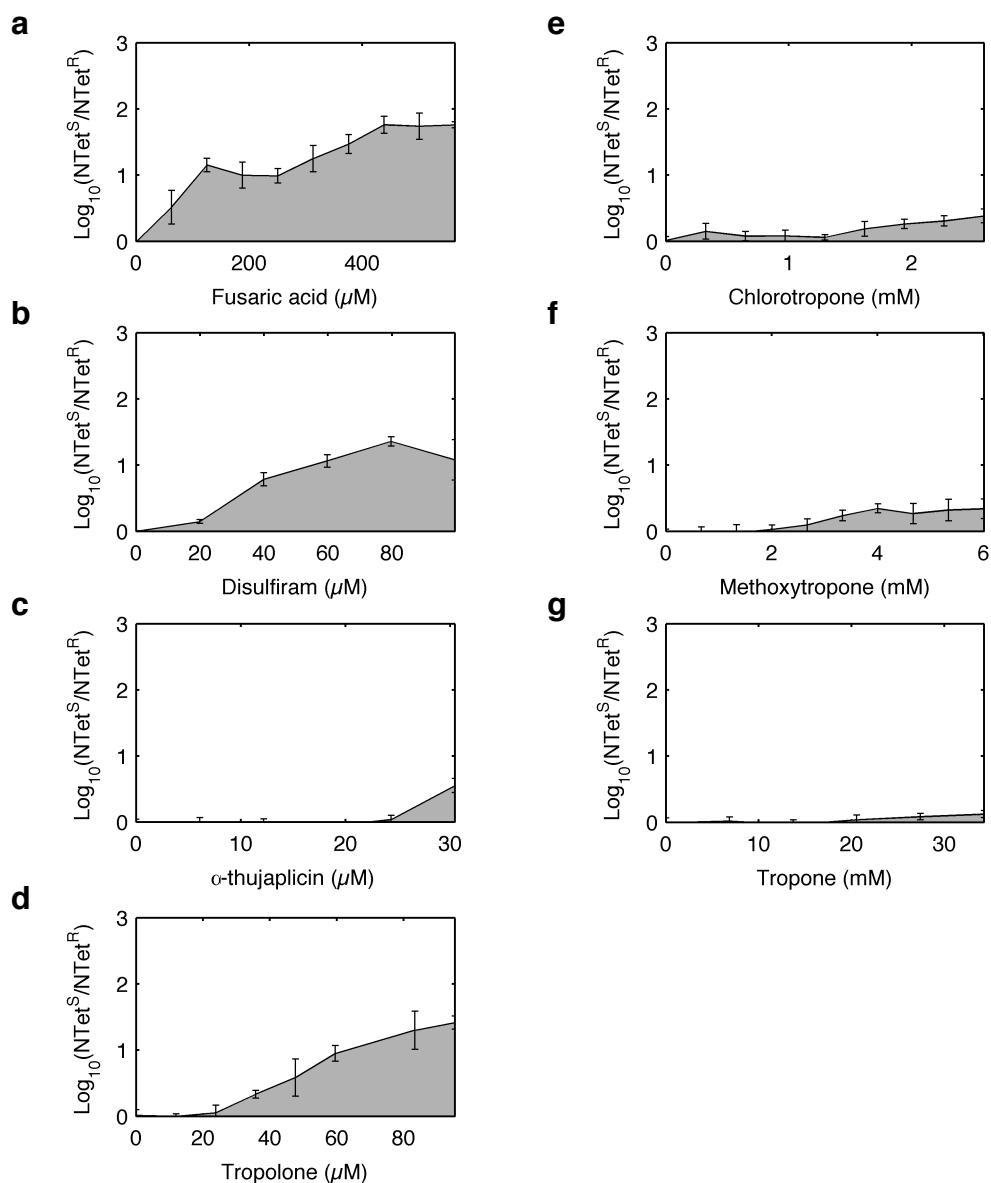 a
3
2
1
0
Log10(NTetS/NTetR)
0 200 400
Fusaric acid (µM)
b
3
2
1
0
Log10(NTetS/NTetR)
0 20 40 60 80
Disulfiram (µM)
c
3
2
1
0
Log10(NTetS/NTetR)
0 10 20 30
α-thujaplicin (µM)
d
3
2
1
0
Log10(NTetS/NTetR)
0 20 40 60 80
Tropolone (µM)
e
3
2
1
0
Log10(NTetS/NTetR)
0 1 2
Chlorotropone (mM)
f
3
2
1
0
Log10(NTetS/NTetR)
0 2 4 6
Methoxytropone (mM)
g
3
2
1
0
Log10(NTetS/NTetR)
0 10 20 30
Tropone (mM)